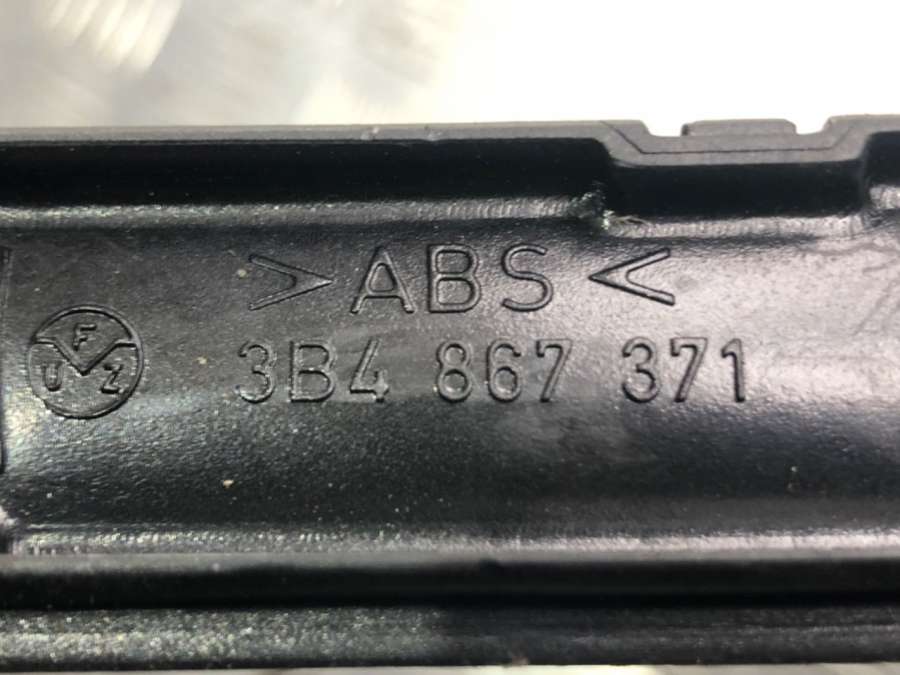 >ABS<
F
U Z
3B4 867 371